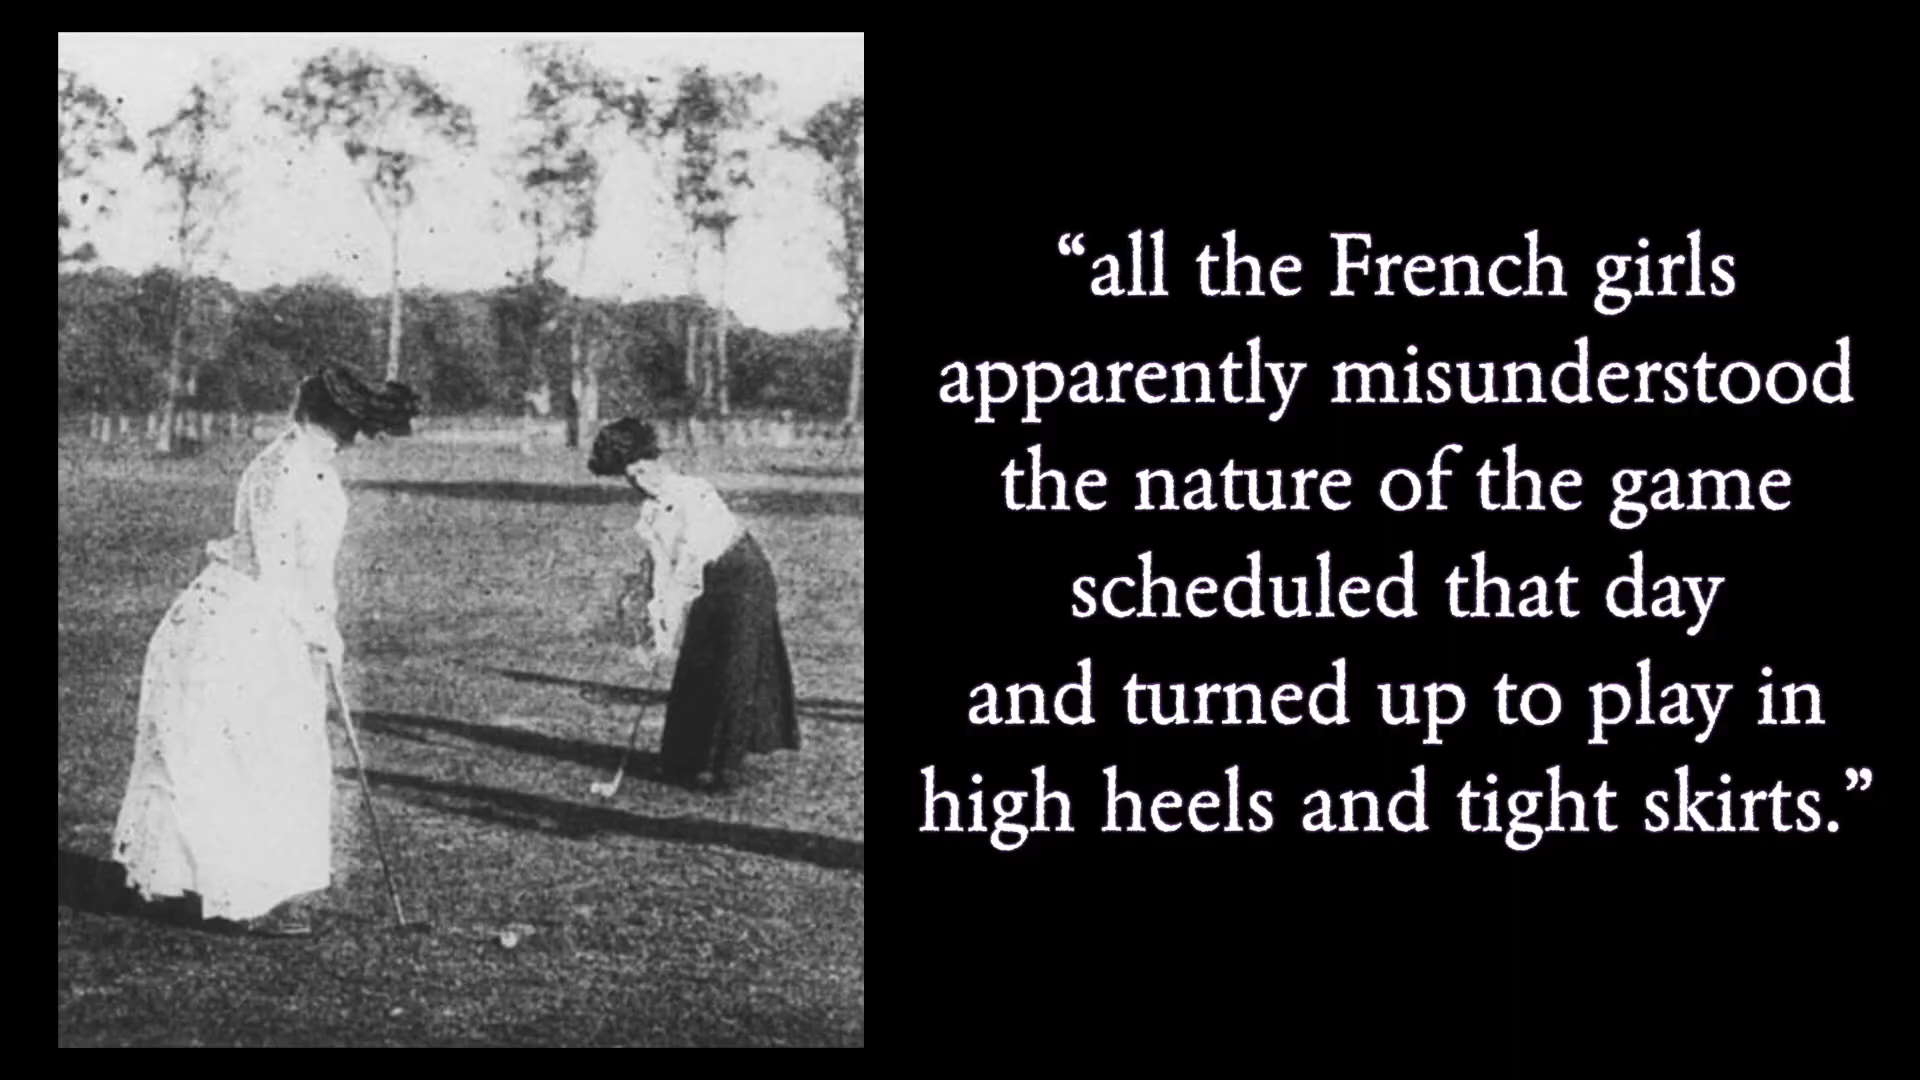 “all the French girls
apparently misunderstood
the nature of the game
scheduled that day
and turned up to play in
high heels and tight skirts.”